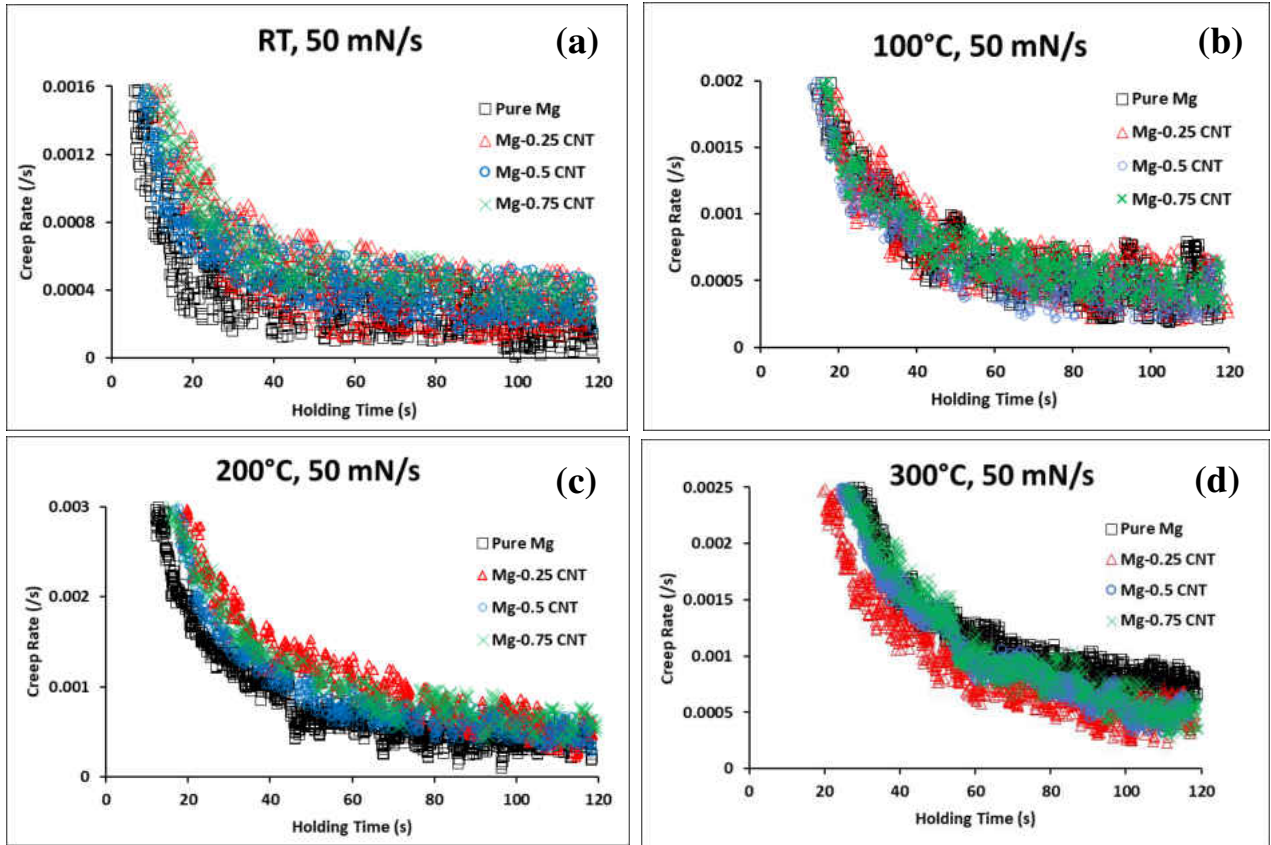 RT, 50 mN/s
(a)
0.0016
0.0012
0.0008
0.0004
0
Creep Rate (/s)
0 20 40 60 80 100 120
Holding Time (s)
Pure Mg
Mg-0.25 CNT
Mg-0.5 CNT
Mg-0.75 CNT
100°C, 50 mN/s
(b)
0.002
0.0015
0.001
0.0005
0
Creep Rate (/s)
0 20 40 60 80 100 120
Holding Time (s)
Pure Mg
Mg-0.25 CNT
Mg-0.5 CNT
Mg-0.75 CNT
200°C, 50 mN/s
(c)
0.003
0.002
0.001
0
Creep Rate (/s)
0 20 40 60 80 100 120
Holding Time (s)
Pure Mg
Mg-0.25 CNT
Mg-0.5 CNT
Mg-0.75 CNT
300°C, 50 mN/s
(d)
0.0025
0.002
0.0015
0.001
0.0005
0
Creep Rate (/s)
0 20 40 60 80 100 120
Holding Time (s)
Pure Mg
Mg-0.25 CNT
Mg-0.5 CNT
Mg-0.75 CNT